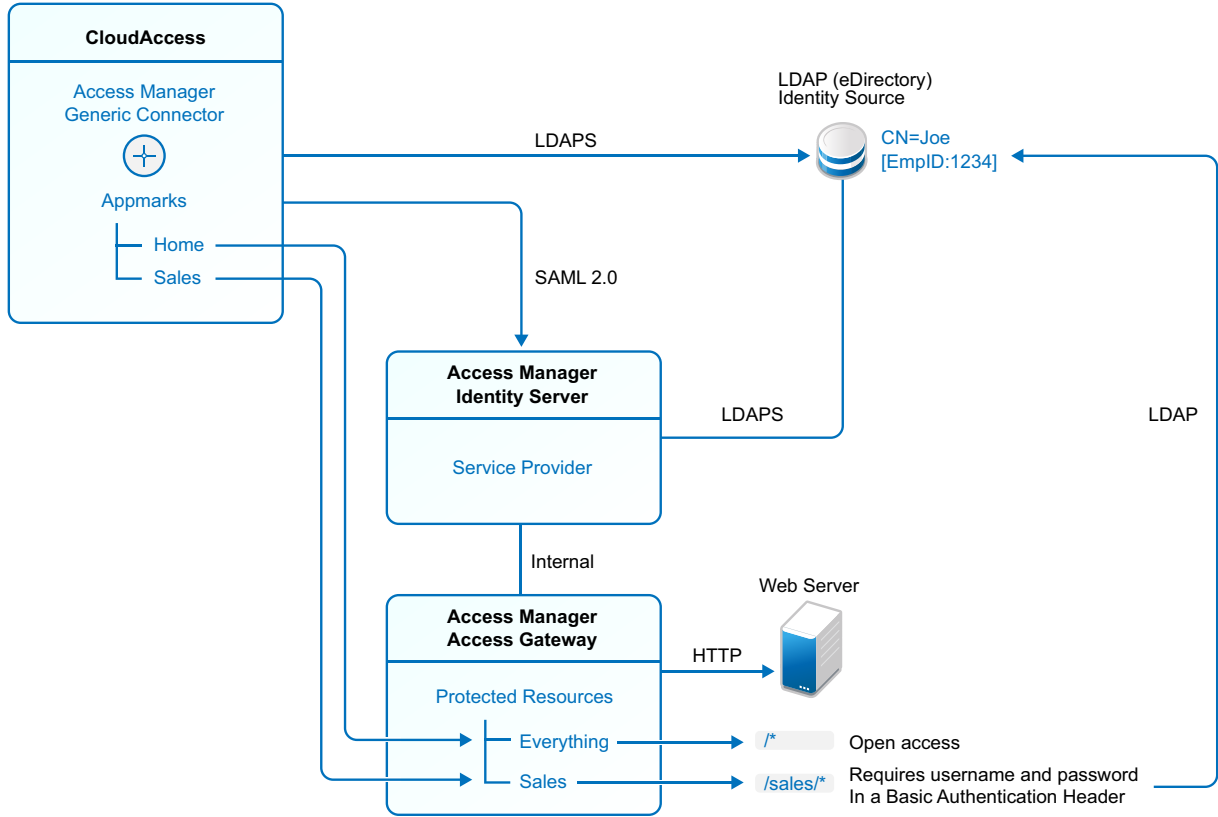 CloudAccess
Access Manager
Generic Connector
Appmarks
Home
Sales
LDAPS
LDAP (eDirectory)
Identity Source
CN=Joe
[EmpID:1234]
SAML 2.0
Access Manager
Identity Server
Service Provider
LDAPS
LDAP
Internal
Access Manager
Access Gateway
Protected Resources
Everything
Sales
HTTP
Web Server
/*
Open access
/sales/*
Requires username and password
In a Basic Authentication Header